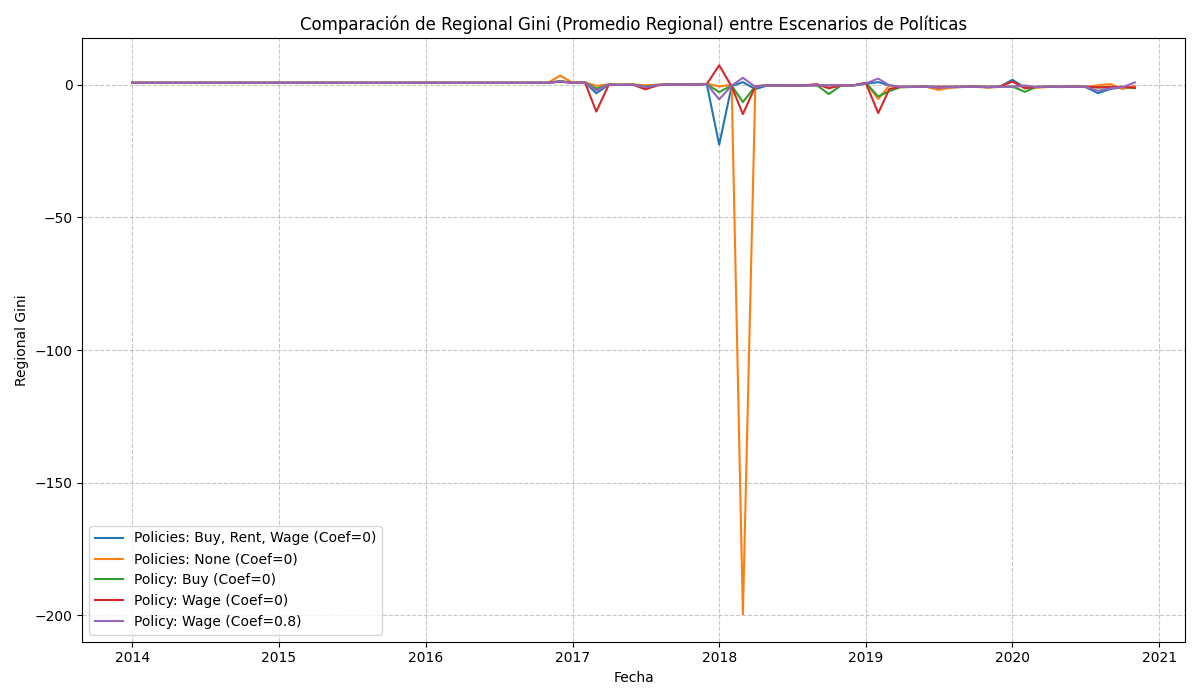 Comparación de Regional Gini (Promedio Regional) entre Escenarios de Políticas
Regional Gini
0
−50
−100
−150
−200
Policies: Buy, Rent, Wage (Coef=0)
Policies: None (Coef=0)
Policy: Buy (Coef=0)
Policy: Wage (Coef=0)
Policy: Wage (Coef=0.8)
2014 2015 2016 2017 2018 2019 2020 2021
Fecha